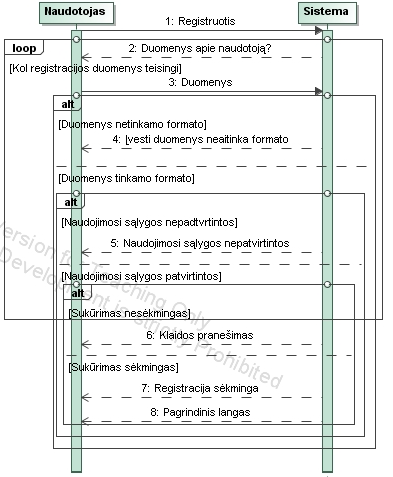 Naudotojas Sistema
1: Registruotis
loop
2: Duomenys apie naudotoją?
[Kol registracijos duomenys teisingi]
3: Duomenys
alt
[Duomenys netinkamo formato]
4: Įvesti duomenys neaitinka formato
[Duomenys tinkamo formato]
alt
[Naudojimosi sąlygos nepadtvrtintos]
5: Naudojimosi sąlygos nepatvirtintos
[Naudojimosi sąlygos patvirtintos]
alt
[Sukūrimas nesėkmingas]
6: Klaidos pranešimas
[Sukūrimas sėkmingas]
7: Registracija sėkminga
8: Pagrindinis langas
ersion for Teaching Only
Development is strictly Prohibited